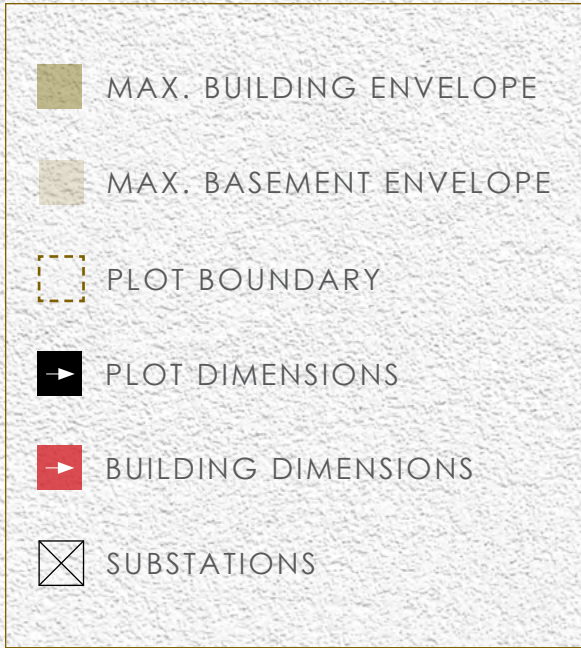 MAX. BUILDING ENVELOPE
MAX. BASEMENT ENVELOPE
PLOT BOUNDARY
PLOT DIMENSIONS
BUILDING DIMENSIONS
SUBSTATIONS